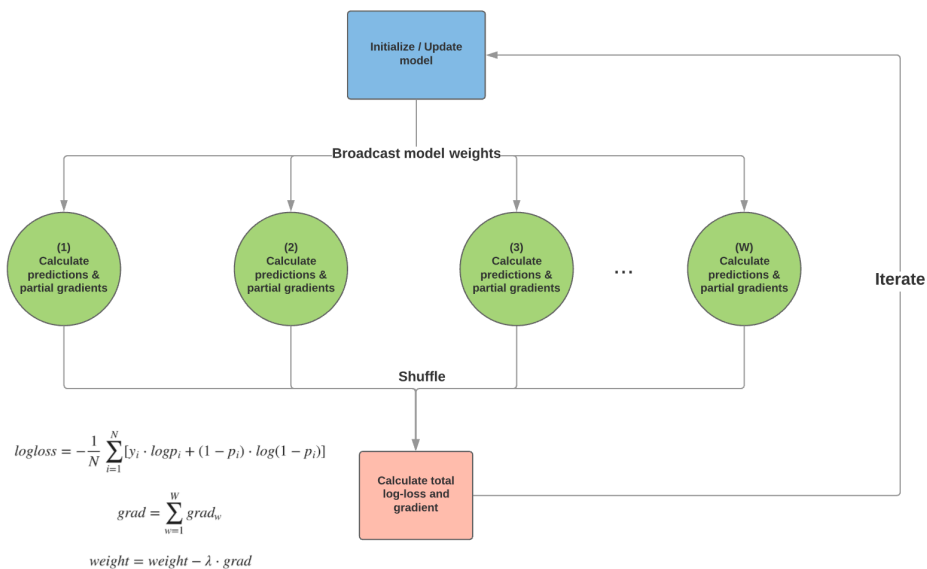 Initialize / Update
model
Broadcast model weights
(1)
Calculate
predictions &
partial gradients
(2)
Calculate
predictions &
partial gradients
(3)
Calculate
predictions &
partial gradients
...
(W)
Calculate
predictions &
partial gradients
Iterate
Shuffle
logloss = −1/N ∑_{i=1}^{N} [y_i · logp_i + (1 − p_i) · log(1 − p_i)]
grad = ∑_{w=1}^{W} grad_w
weight = weight − λ · grad
Calculate total
log-loss and
gradient